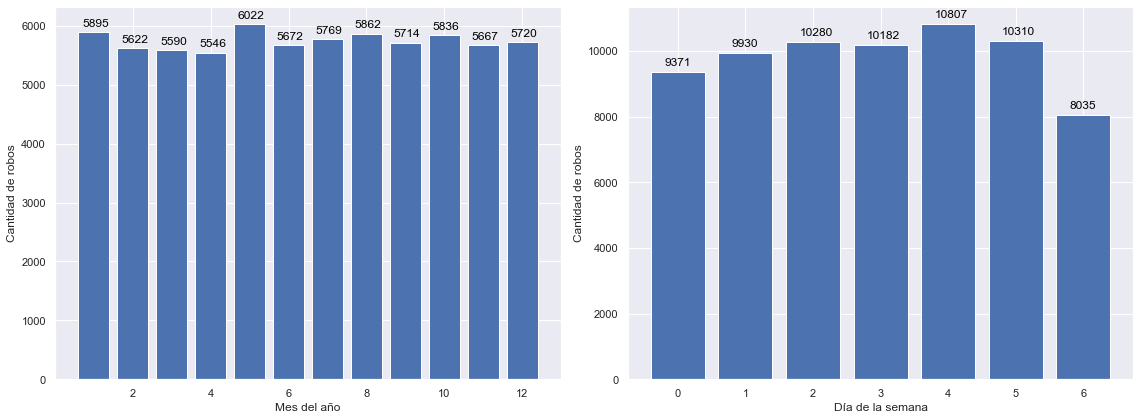 5895 5622 5590 5546 6022 5672 5769 5862 5714 5836 5667 5720
6000
5000
4000
3000
2000
1000
0
2 4 6 8 10 12
Cantidad de robos
Mes del año
9371 9930 10280 10182 10807 10310 8035
10000
8000
6000
4000
2000
0
0 1 2 3 4 5 6
Cantidad de robos
Día de la semana